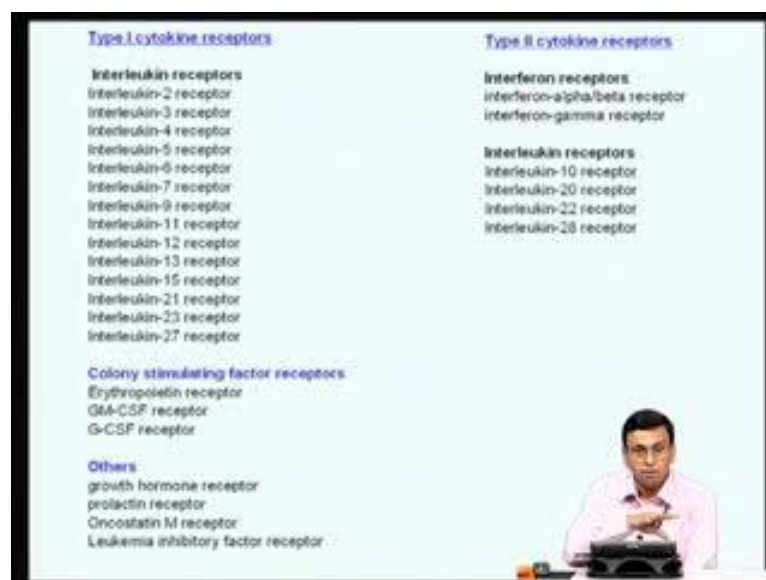 Type I cytokine receptors
Interleukin receptors
Interleukin-2 receptor
Interleukin-3 receptor
Interleukin-4 receptor
Interleukin-5 receptor
Interleukin-6 receptor
Interleukin-7 receptor
Interleukin-9 receptor
Interleukin-11 receptor
Interleukin-12 receptor
Interleukin-13 receptor
Interleukin-15 receptor
Interleukin-21 receptor
Interleukin-23 receptor
Interleukin-27 receptor
Colony stimulating factor receptors
Erythropoietin receptor
GM-CSF receptor
G-CSF receptor
Others
growth hormone receptor
prolactin receptor
Oncostatin M receptor
Leukemia inhibitory factor receptor
Type II cytokine receptors
Interferon receptors
interferon-alpha/beta receptor
interferon-gamma receptor
Interleukin receptors
Interleukin-10 receptor
Interleukin-20 receptor
Interleukin-22 receptor
Interleukin-28 receptor